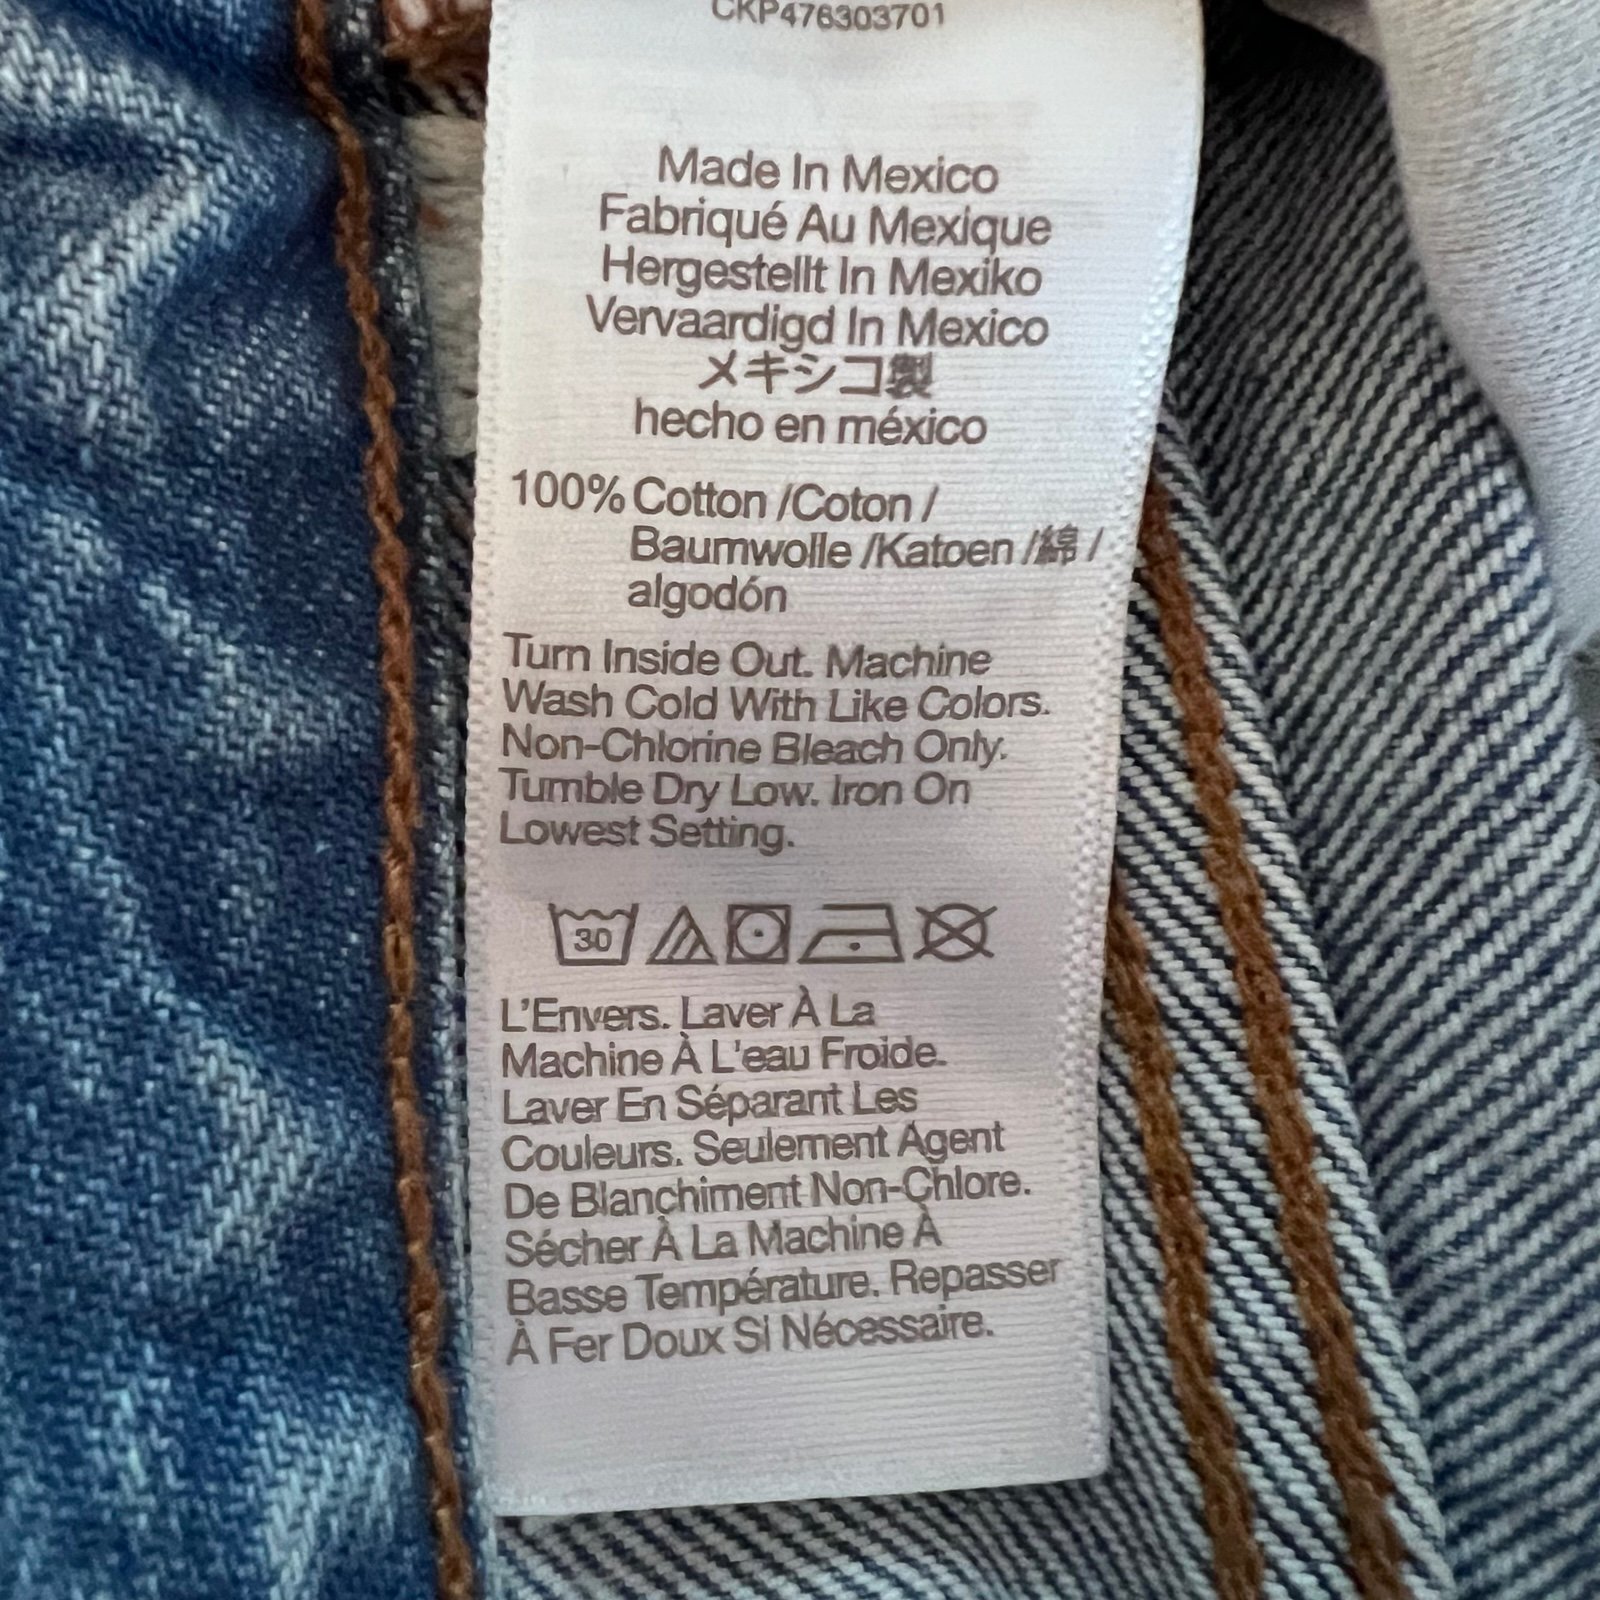 CKP476303701
Made In Mexico
Fabriqué Au Mexique
Hergestellt In Mexiko
Vervaardigd In Mexico
メキシコ製
hecho en méxico
100% Cotton /Coton /
Baumwolle /Katoen /綿 /
algodón
Turn Inside Out. Machine
Wash Cold With Like Colors.
Non-Chlorine Bleach Only.
Tumble Dry Low. Iron On
Lowest Setting.
30
L'Envers. Laver À La
Machine À L'eau Froide.
Laver En Séparant Les
Couleurs. Seulement Agent
De Blanchiment Non-Chlore.
Sécher À La Machine À
Basse Température. Repasser
À Fer Doux Si Nécessaire.